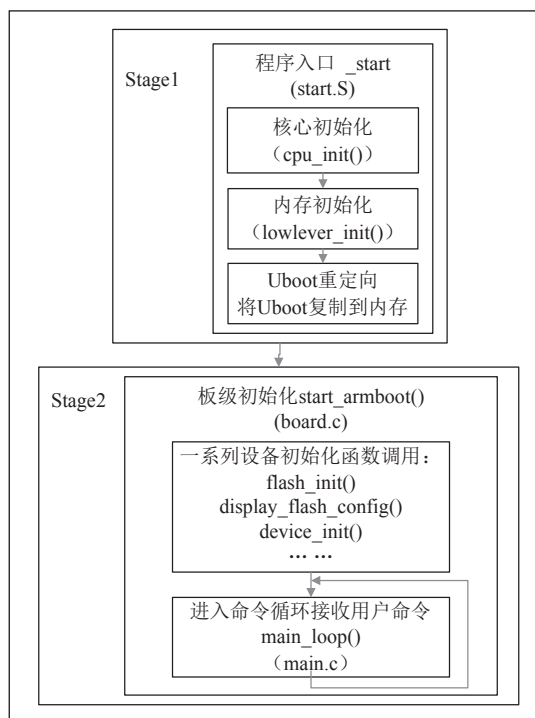 Stage1
程序入口 _start
(start.S)
核心初始化
（cpu_init()）
内存初始化
（lowlever_init()）
Uboot重定向
将Uboot复制到内存
Stage2
板级初始化start_armboot()
(board.c)
一系列设备初始化函数调用：
flash_init()
display_flash_config()
device_init()
… …
进入命令循环接收用户命令
main_loop()
（main.c）